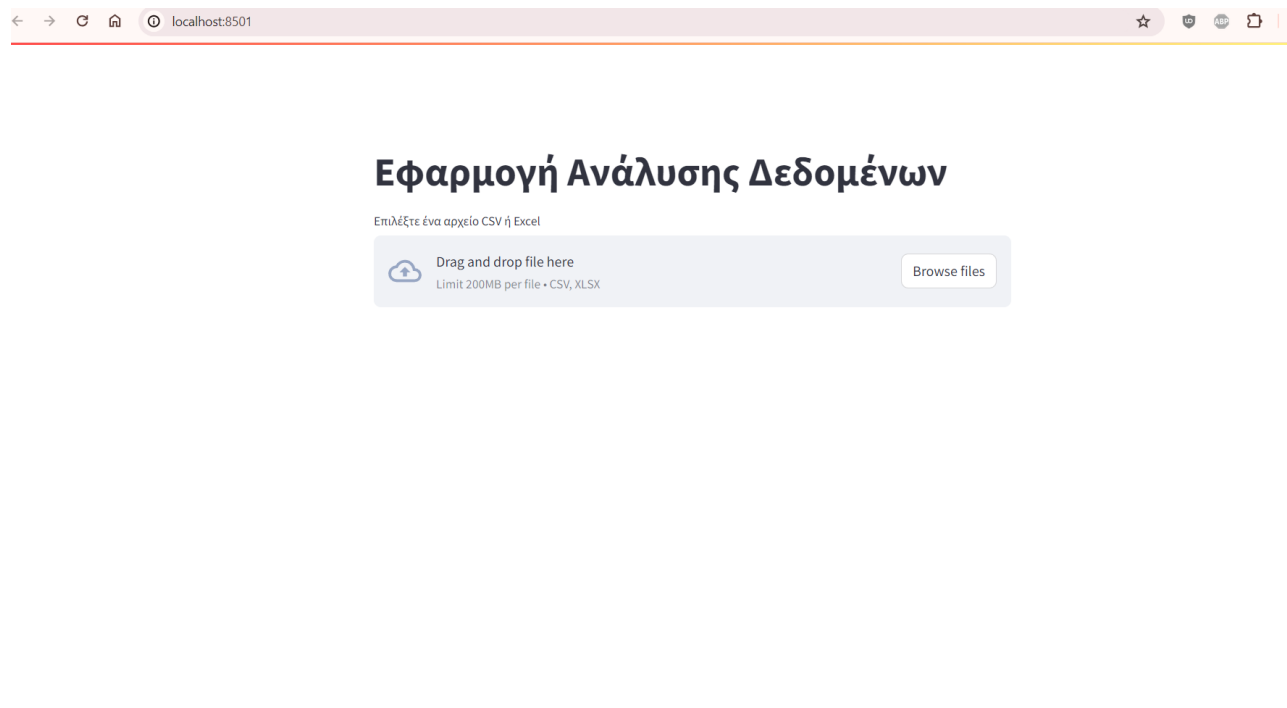 localhost:8501
ABP
Εφαρμογή Ανάλυσης Δεδομένων
Επιλέξτε ένα αρχείο CSV ή Excel
Drag and drop file here
Browse files
Limit 200MB per file • CSV, XLSX